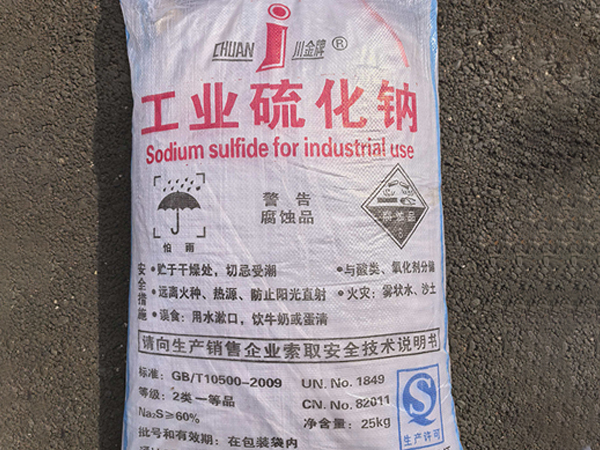 CHUAN j 川金牌 ®
工业硫化钠
Sodium sulfide for industrial use
警告
腐蚀品
腐蚀品
8
怕雨
安全措施
•贮于干燥处，切忌受潮
•与酸类、氧化剂分储
•远离火种、热源、防止阳光直射
•火灾：雾状水、沙土
•误食：用水漱口，饮牛奶或蛋清
请向生产销售企业索取安全技术说明书
标准：GB/T10500-2009
UN. No. 1849
等级：2类一等品
CN. No. 82011
Na₂S≥60%
净含量：25kg
批号和有效期：在包装袋内
生产许可